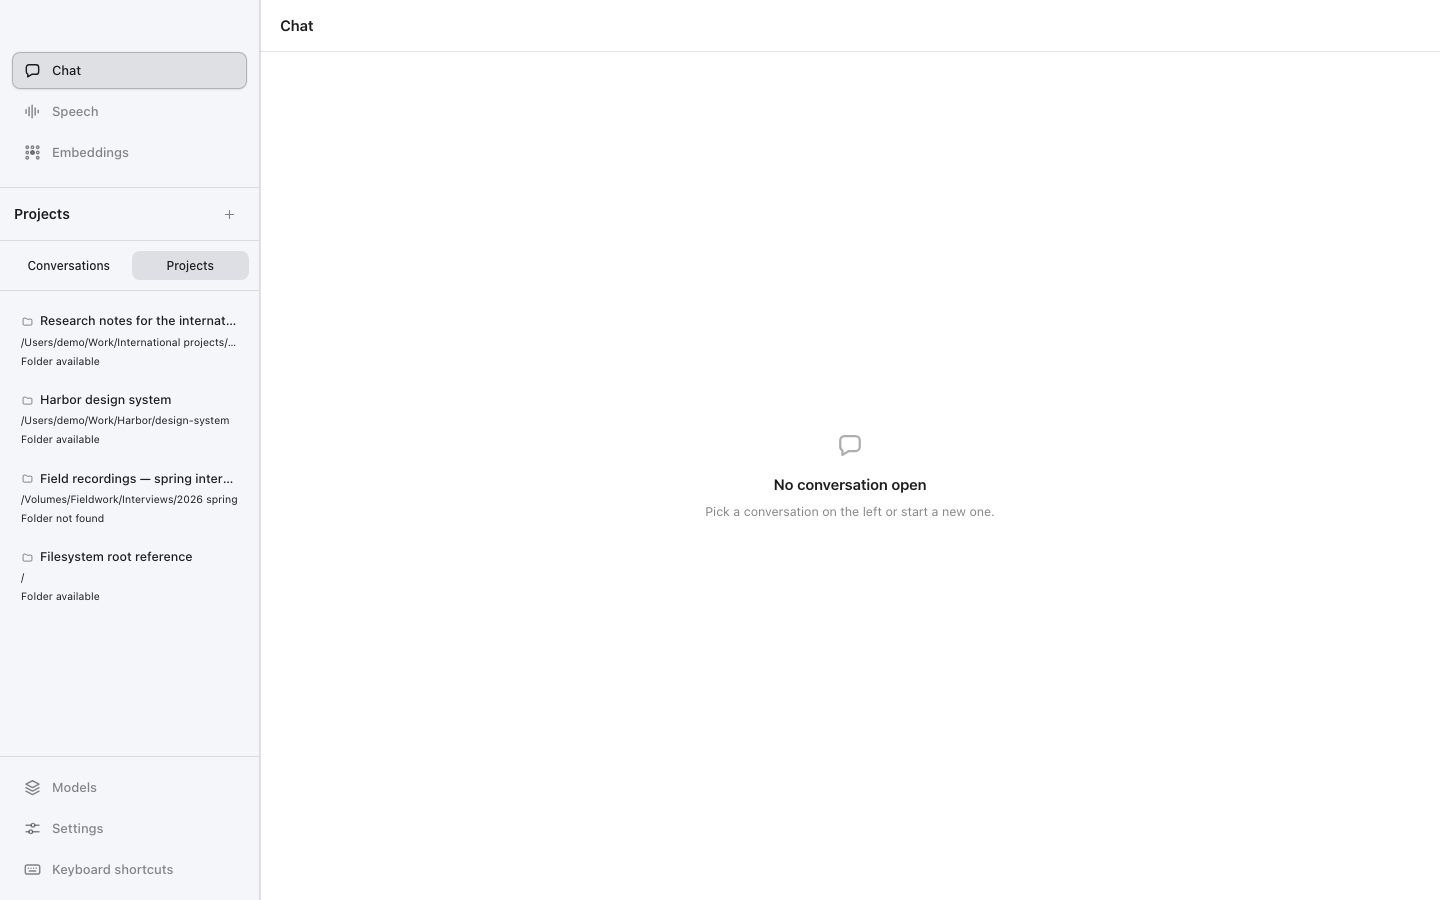 Chat
Chat
Speech
Embeddings
Projects
Conversations
Projects
Research notes for the internat…
/Users/demo/Work/International projects/…
Folder available
Harbor design system
/Users/demo/Work/Harbor/design-system
Folder available
Field recordings — spring inter…
/Volumes/Fieldwork/Interviews/2026 spring
Folder not found
Filesystem root reference
/
Folder available
No conversation open
Pick a conversation on the left or start a new one.
Models
Settings
Keyboard shortcuts